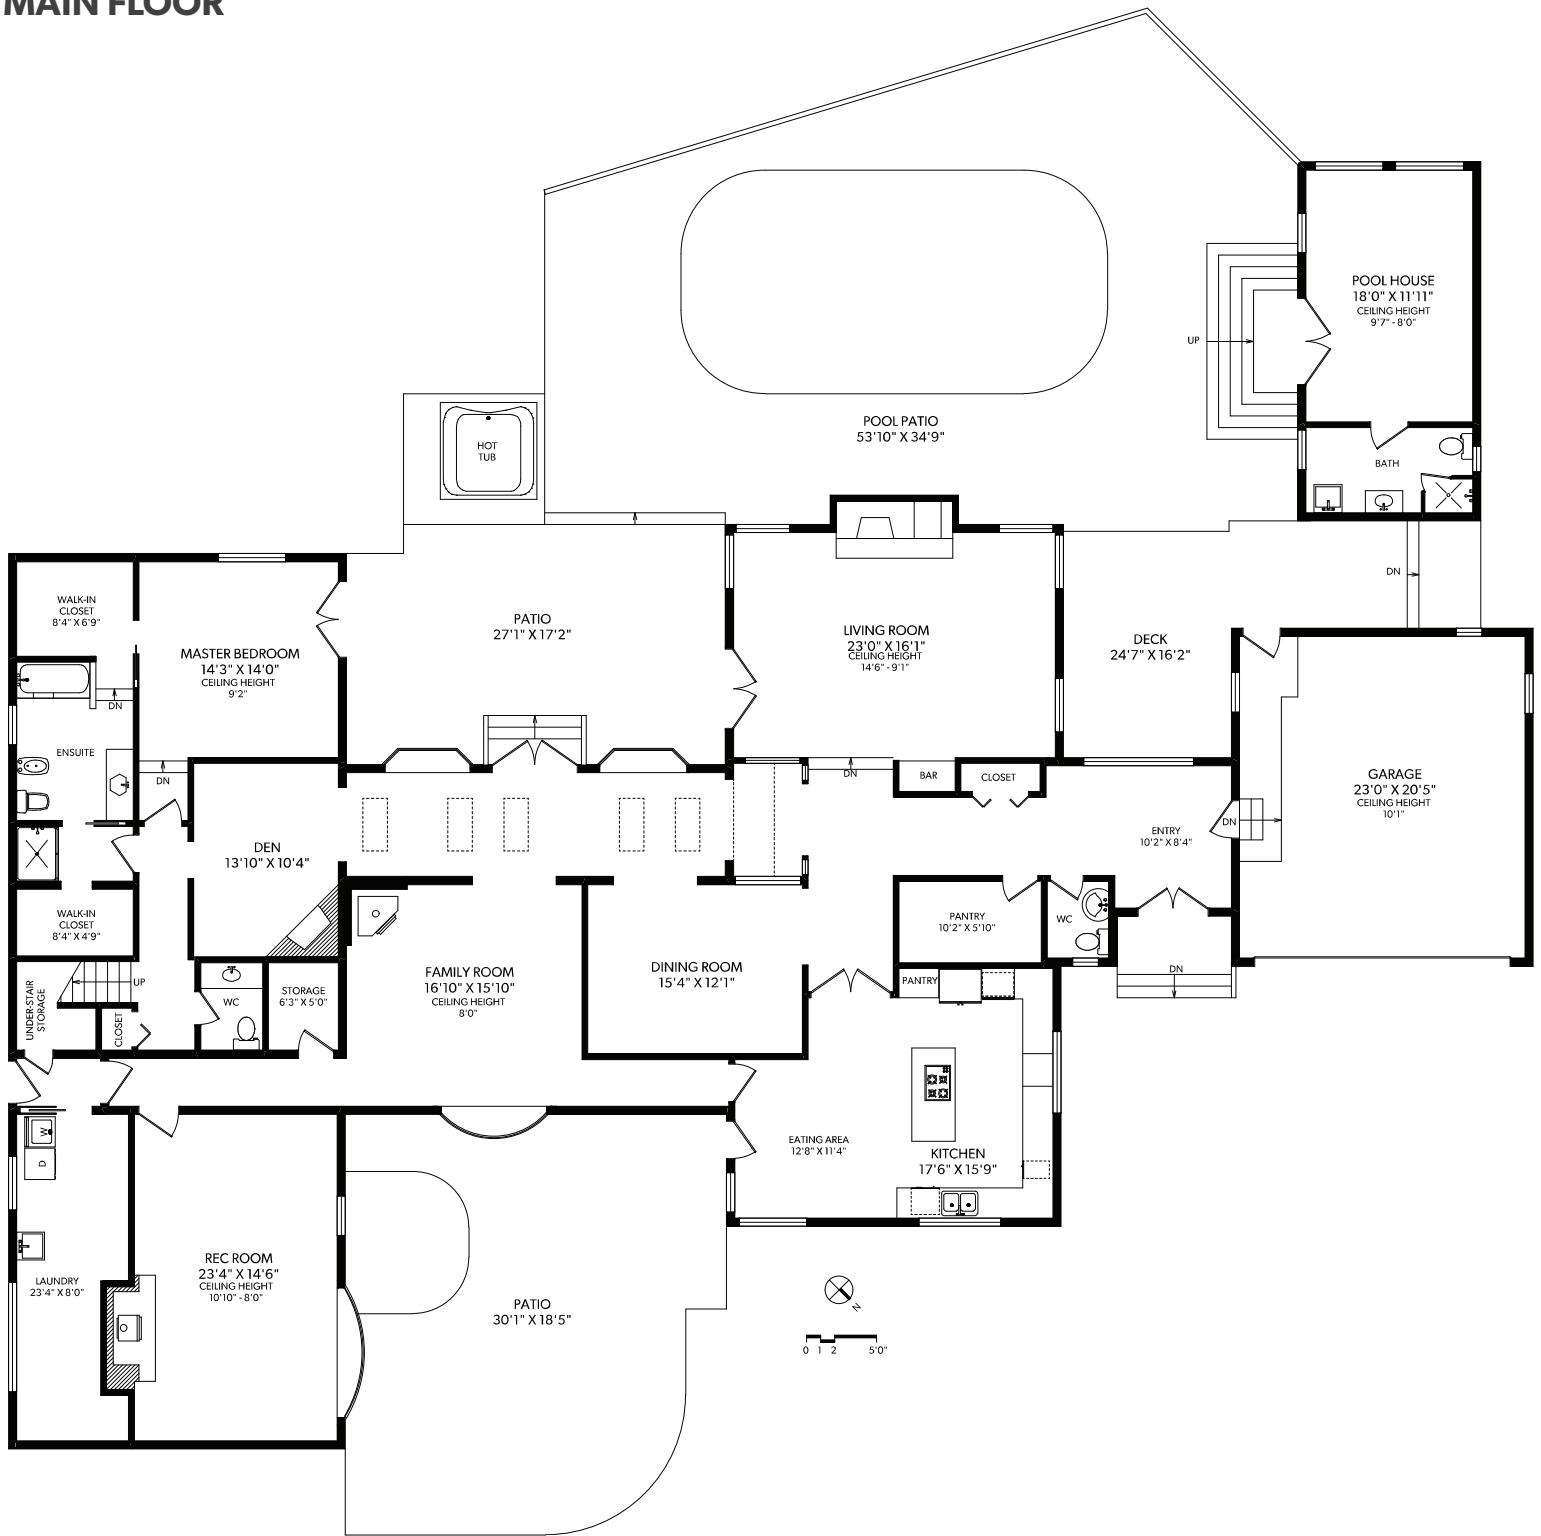 MAIN FLOOR
POOL HOUSE
18'0" X 11'11"
CEILING HEIGHT
9'7" - 8'0"
UP
POOL PATIO
53'10" X 34'9"
HOT
TUB
BATH
DN
WALK-IN
CLOSET
8'4" X 6'9"
MASTER BEDROOM
14'3" X 14'0"
CEILING HEIGHT
9'2"
PATIO
27'1" X 17'2"
LIVING ROOM
23'0" X 16'1"
CEILING HEIGHT
14'6" - 9'1"
DECK
24'7" X 16'2"
DN
ENSUITE
DN
DN
BAR
CLOSET
GARAGE
23'0" X 20'5"
CEILING HEIGHT
10'1"
DN
ENTRY
10'2" X 8'4"
DEN
13'10" X 10'4"
WALK-IN
CLOSET
8'4" X 4'9"
PANTRY
10'2" X 5'10"
WC
DN
FAMILY ROOM
16'10" X 15'10"
CEILING HEIGHT
8'0"
DINING ROOM
15'4" X 12'1"
PANTRY
UP
WC
STORAGE
6'3" X 5'0"
UNDER-STAIR
STORAGE
CLOSET
W
D
EATING AREA
12'8" X 11'4"
KITCHEN
17'6" X 15'9"
REC ROOM
23'4" X 14'6"
CEILING HEIGHT
10'10" - 8'0"
LAUNDRY
23'4" X 8'0"
PATIO
30'1" X 18'5"
N
0 1 2 5'0"